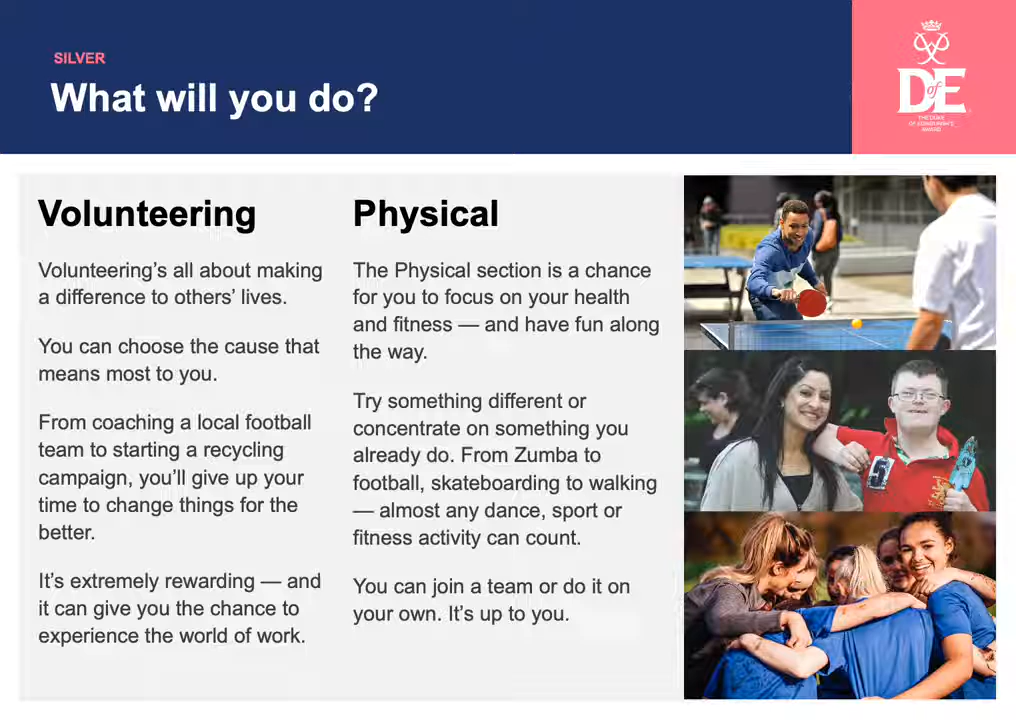 SILVER
What will you do?
DofE
THE DUKE
OF EDINBURGH'S
AWARD
Volunteering
Volunteering’s all about making
a difference to others’ lives.
You can choose the cause that
means most to you.
From coaching a local football
team to starting a recycling
campaign, you’ll give up your
time to change things for the
better.
It’s extremely rewarding — and
it can give you the chance to
experience the world of work.
Physical
The Physical section is a chance
for you to focus on your health
and fitness — and have fun along
the way.
Try something different or
concentrate on something you
already do. From Zumba to
football, skateboarding to walking
— almost any dance, sport or
fitness activity can count.
You can join a team or do it on
your own. It’s up to you.
5